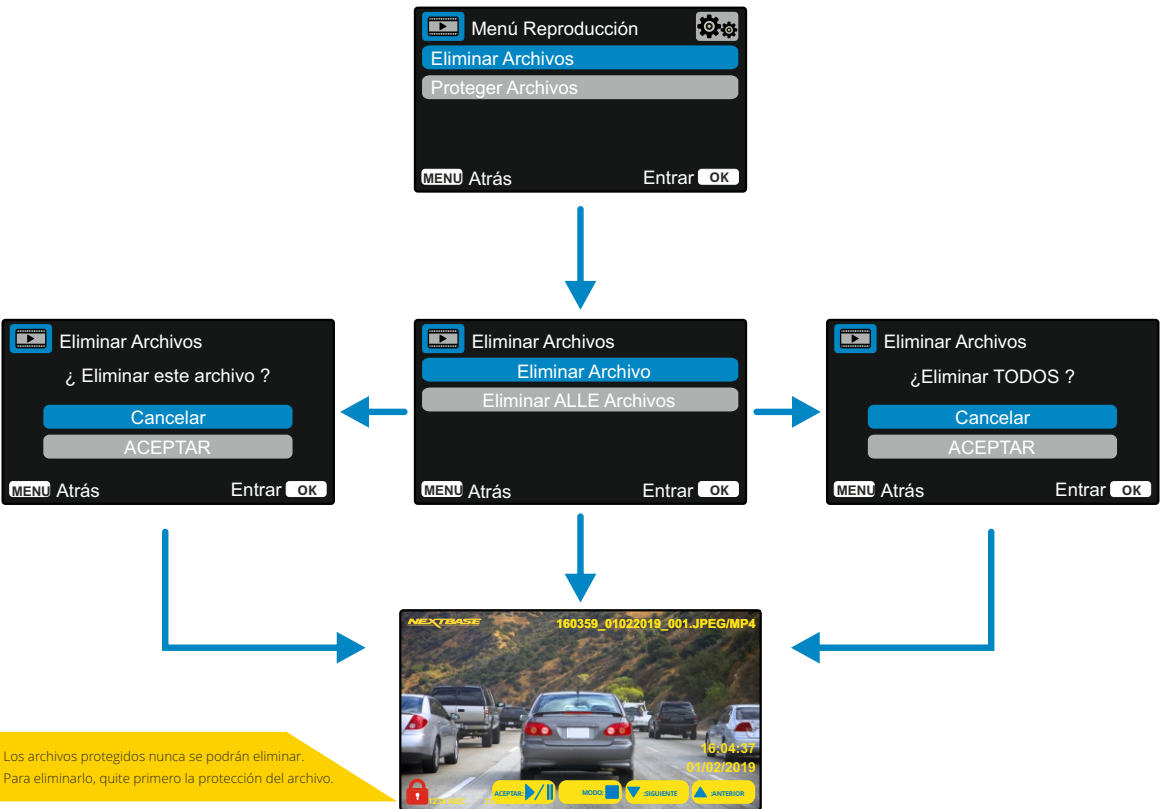 Menú Reproducción
Eliminar Archivos
Proteger Archivos
MENU Atrás
Entrar OK
Eliminar Archivos
¿ Eliminar este archivo ?
Cancelar
ACEPTAR
MENU Atrás
Entrar OK
Eliminar Archivos
Eliminar Archivo
Eliminar ALLE Archivos
MENU Atrás
Entrar OK
Eliminar Archivos
¿Eliminar TODOS ?
Cancelar
ACEPTAR
MENU Atrás
Entrar OK
NEXTBASE
160359_01022019_001.JPEG/MP4
16:04:37
01/02/2019
ACEPTAR:
MODO:
:SIGUIENTE
:ANTERIOR
Los archivos protegidos nunca se podrán eliminar.
Para eliminarlo, quite primero la protección del archivo.